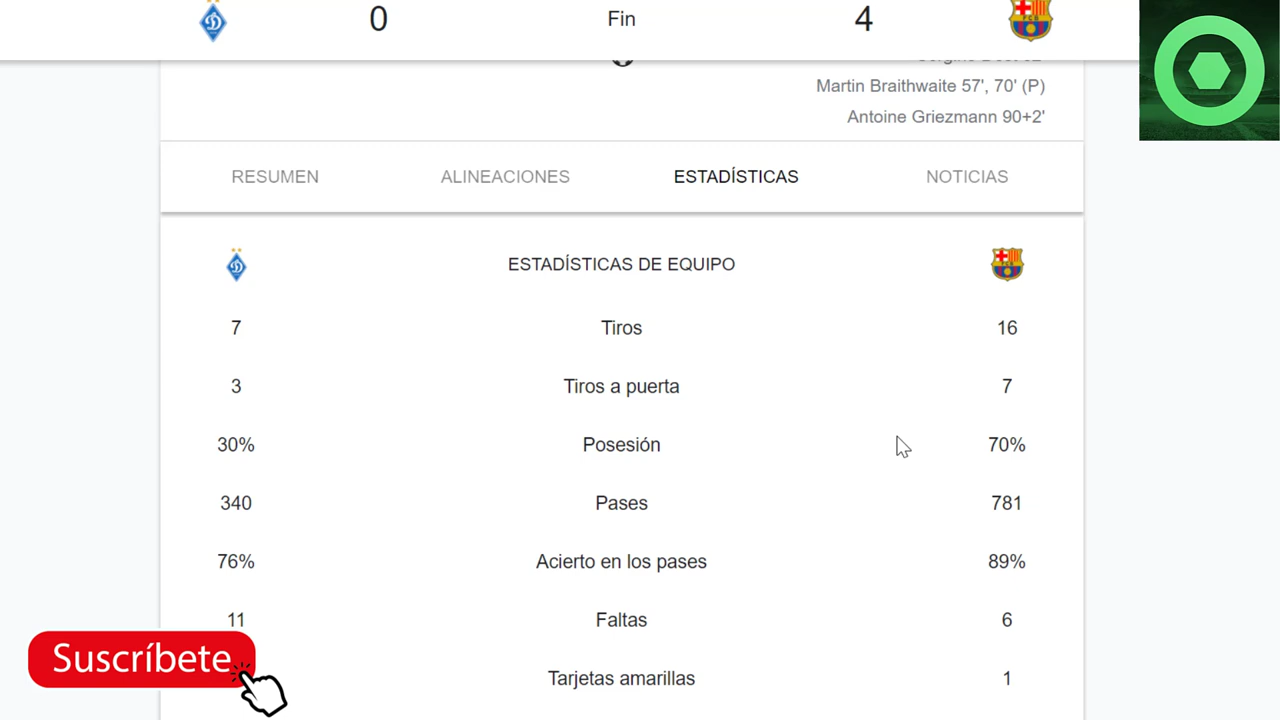 0 Fin 4
Martin Braithwaite 57', 70' (P)
Antoine Griezmann 90+2'
RESUMEN ALINEACIONES ESTADÍSTICAS NOTICIAS
ESTADÍSTICAS DE EQUIPO
7 Tiros 16
3 Tiros a puerta 7
30% Posesión 70%
340 Pases 781
76% Acierto en los pases 89%
11 Faltas 6
Suscríbete
Tarjetas amarillas 1